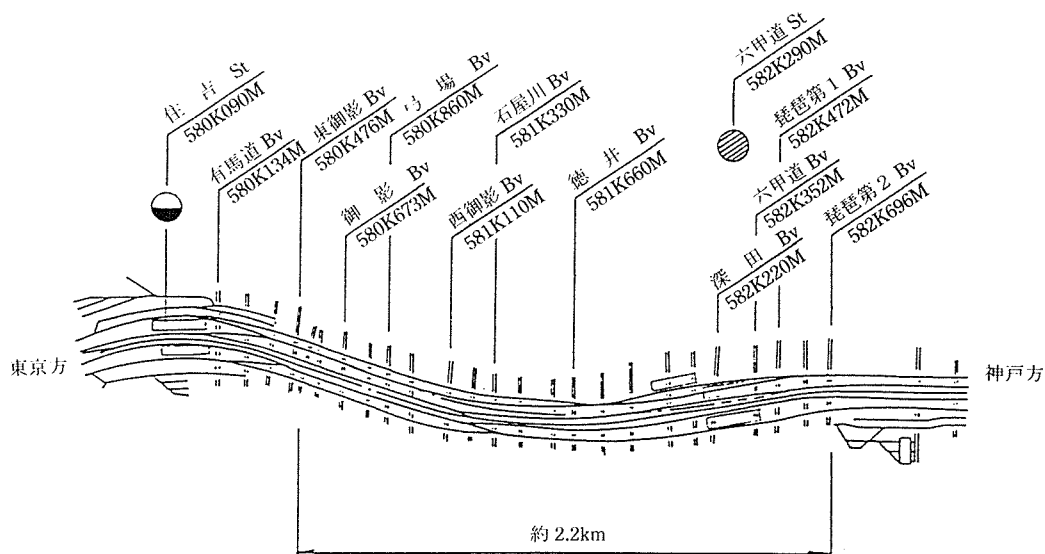 住吉 St
580K090M
有馬道 Bv
580K134M
東御影 Bv
580K476M
御影 Bv
580K673M
弓場 Bv
580K860M
西御影 Bv
581K110M
石屋川 Bv
581K330M
徳井 Bv
581K660M
深田 Bv
582K220M
六甲道 St
582K290M
六甲道 Bv
582K352M
琵琶第1 Bv
582K472M
琵琶第2 Bv
582K696M
東京方
神戸方
約2.2km